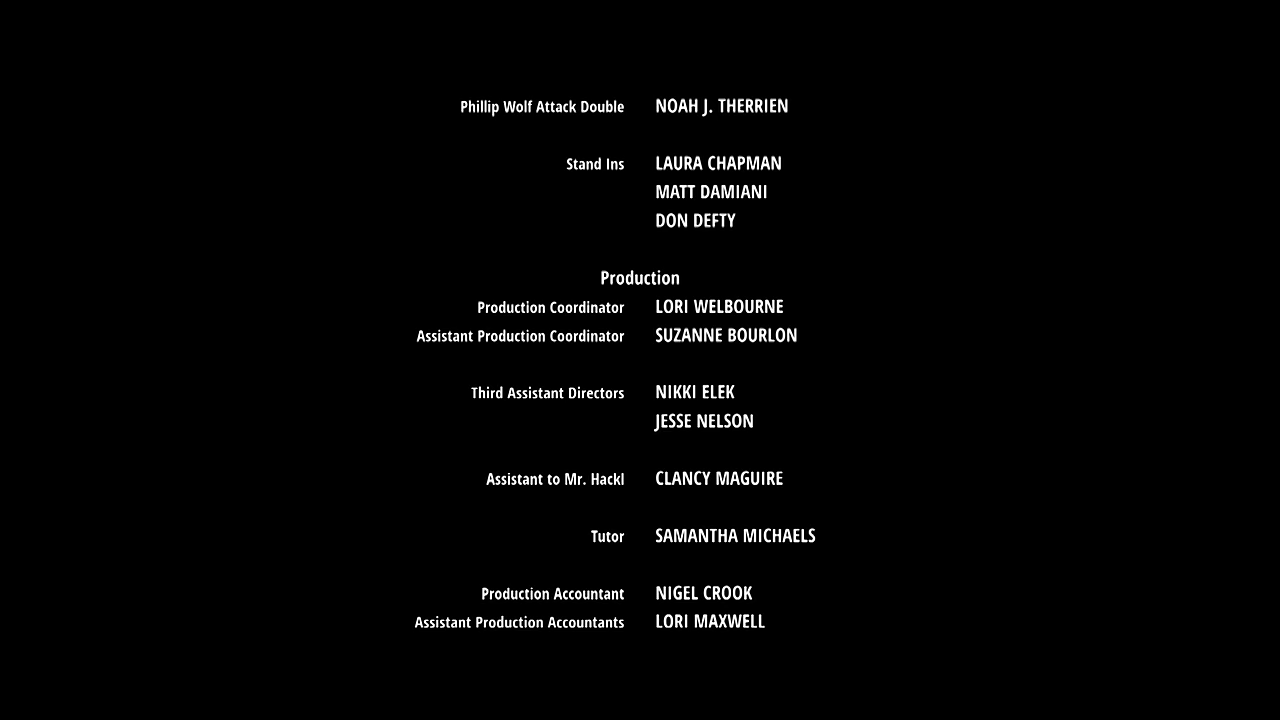 Phillip Wolf Attack Double NOAH J. THERRIEN
Stand Ins LAURA CHAPMAN
MATT DAMIANI
DON DEFTY
Production
Production Coordinator LORI WELBOURNE
Assistant Production Coordinator SUZANNE BOURLON
Third Assistant Directors NIKKI ELEK
JESSE NELSON
Assistant to Mr. Hackl CLANCY MAGUIRE
Tutor SAMANTHA MICHAELS
Production Accountant NIGEL CROOK
Assistant Production Accountants LORI MAXWELL